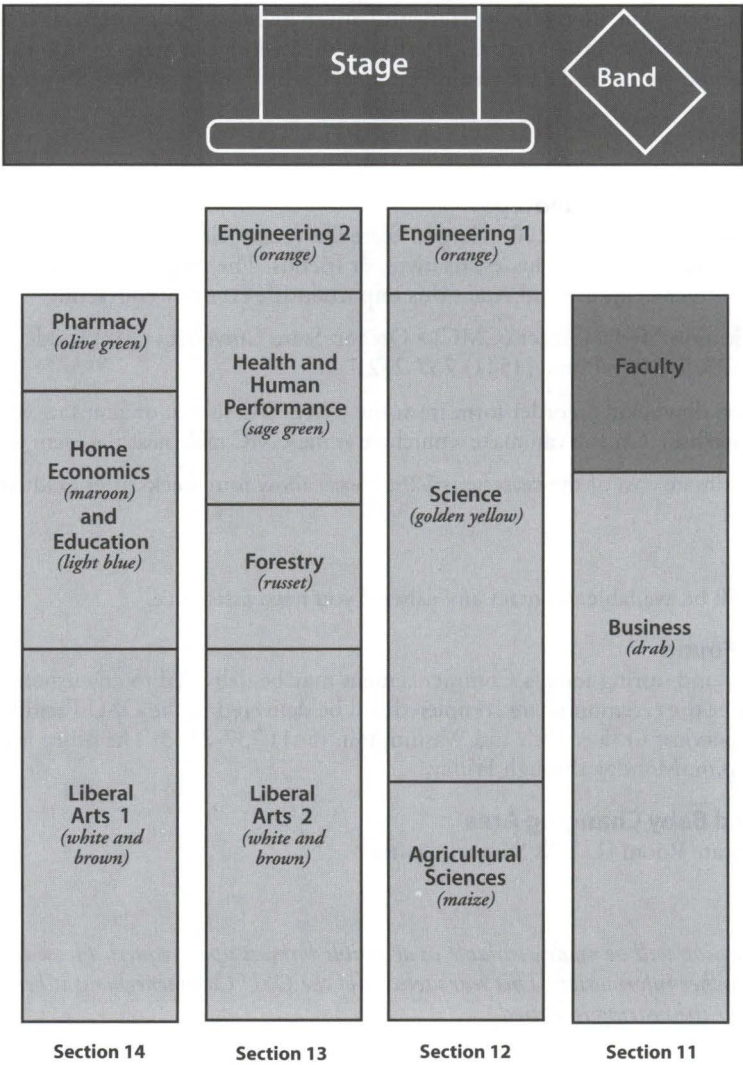 Stage
Band
Pharmacy
(olive green)
Home
Economics
(maroon)
and
Education
(light blue)
Liberal
Arts 1
(white and
brown)
Section 14
Engineering 2
(orange)
Health and
Human
Performance
(sage green)
Forestry
(russet)
Liberal
Arts 2
(white and
brown)
Section 13
Engineering 1
(orange)
Science
(golden yellow)
Agricultural
Sciences
(maize)
Section 12
Faculty
Business
(drab)
Section 11